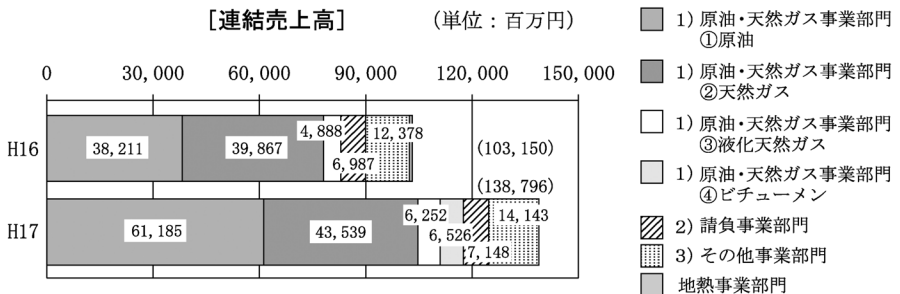 [連結売上高] (単位：百万円)
0 30,000 60,000 90,000 120,000 150,000
H16
38,211 39,867 4,888 6,987 12,378 (103,150)
(138,796)
H17
61,185 43,539 6,252 6,526 7,148 14,143
1) 原油・天然ガス事業部門
①原油
1) 原油・天然ガス事業部門
②天然ガス
1) 原油・天然ガス事業部門
③液化天然ガス
1) 原油・天然ガス事業部門
④ビチューメン
2) 請負事業部門
3) その他事業部門
地熱事業部門